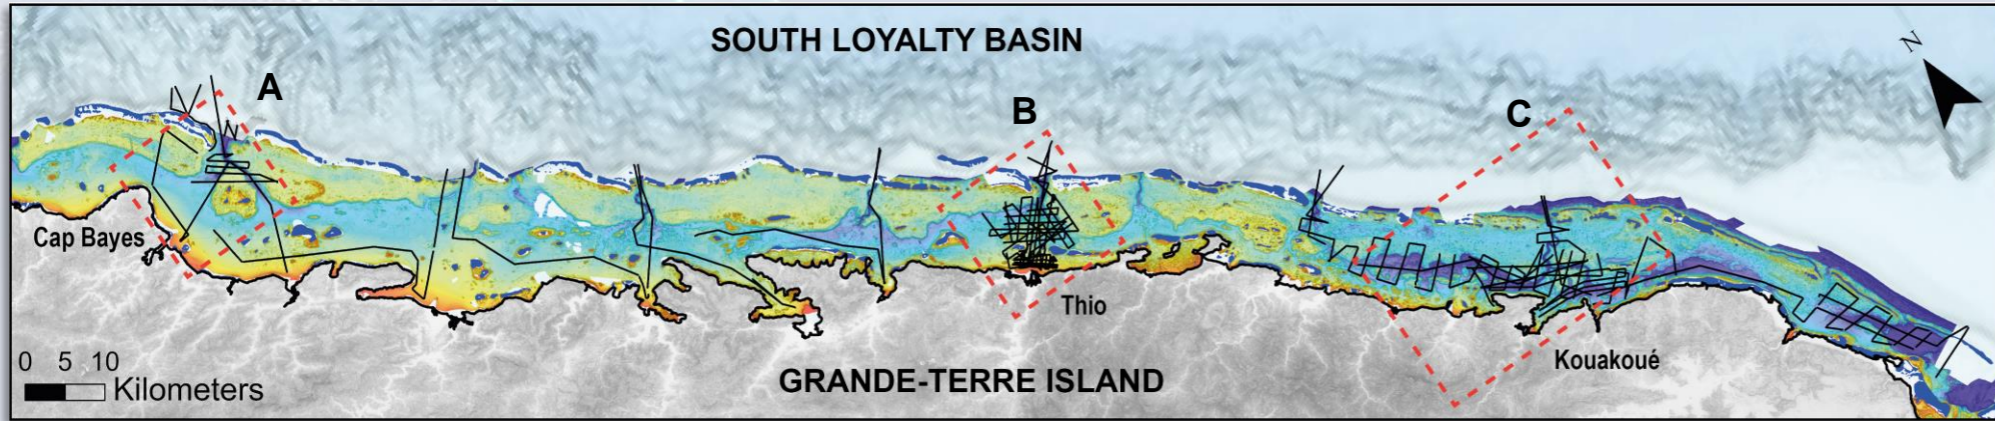 SOUTH LOYALTY BASIN
N
A
B
C
Cap Bayes
Thio
Kouakoué
0 5 10
Kilometers
GRANDE-TERRE ISLAND